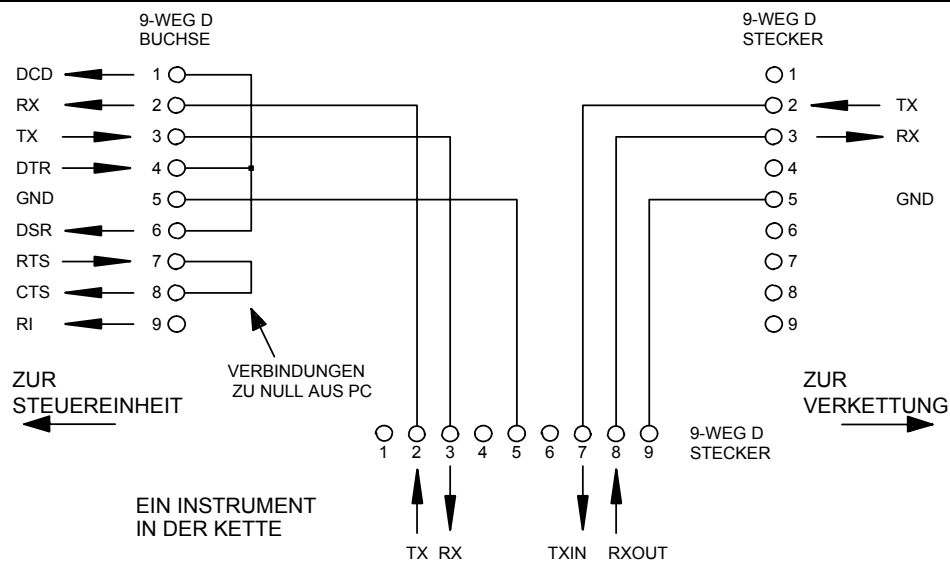 9-WEG D
BUCHSE
9-WEG D
STECKER
DCD 1
RX 2
TX 3
DTR 4
GND 5
DSR 6
RTS 7
CTS 8
RI 9
1
2 TX
3 RX
4
5 GND
6
7
8
9
VERBINDUNGEN
ZU NULL AUS PC
ZUR
STEUEREINHEIT
ZUR
VERKETTUNG
1 2 3 4 5 6 7 8 9
9-WEG D
STECKER
EIN INSTRUMENT
IN DER KETTE
TX RX TXIN RXOUT